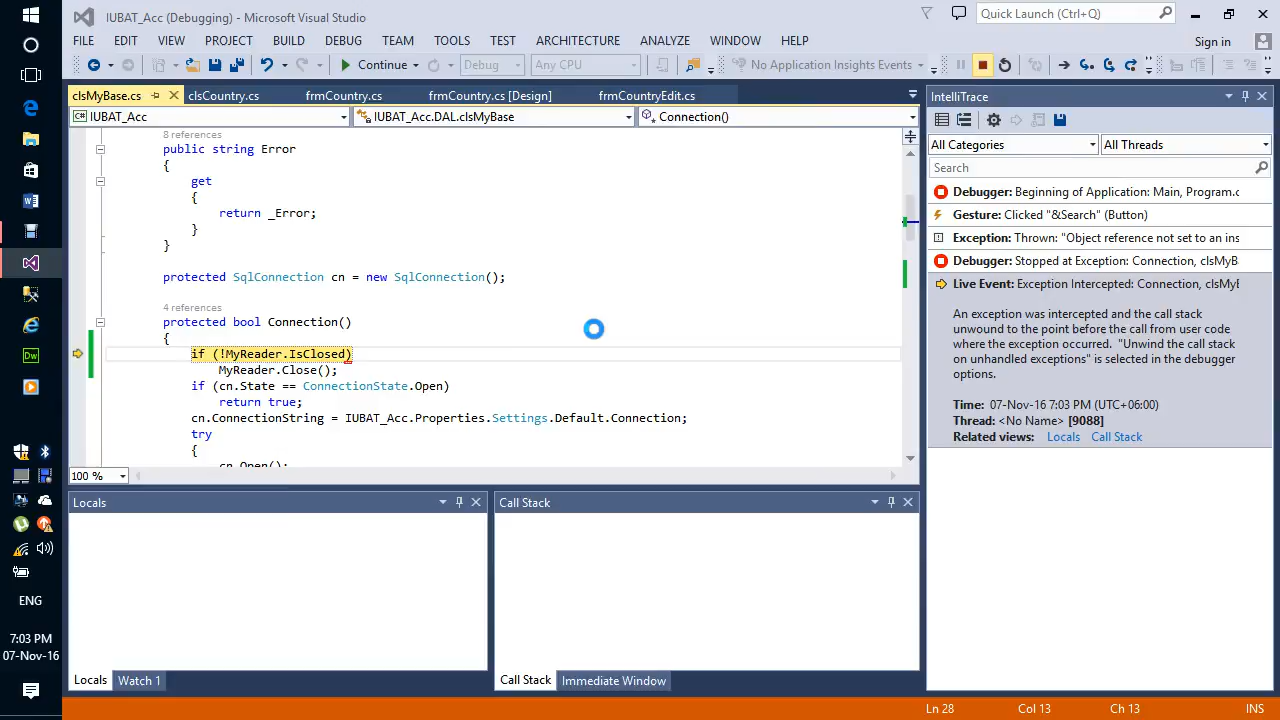 IUBAT_Acc (Debugging) - Microsoft Visual Studio
Quick Launch (Ctrl+Q)
FILE EDIT VIEW PROJECT BUILD DEBUG TEAM TOOLS TEST ARCHITECTURE ANALYZE WINDOW HELP
Sign in
Continue Debug Any CPU No Application Insights Events
clsMyBase.cs clsCountry.cs frmCountry.cs frmCountry.cs [Design] frmCountryEdit.cs
IUBAT_Acc IUBAT_Acc.DAL.clsMyBase Connection()
8 references
public string Error
{
get
{
return _Error;
}
}
protected SqlConnection cn = new SqlConnection();
4 references
protected bool Connection()
{
if (!MyReader.IsClosed)
MyReader.Close();
if (cn.State == ConnectionState.Open)
return true;
cn.ConnectionString = IUBAT_Acc.Properties.Settings.Default.Connection;
try
{
cn.Open();
100 %
Locals
Locals Watch 1
Call Stack
Call Stack Immediate Window
IntelliTrace
All Categories All Threads
Search
Debugger: Beginning of Application: Main, Program.c
Gesture: Clicked "&Search" (Button)
Exception: Thrown: "Object reference not set to an ins
Debugger: Stopped at Exception: Connection, clsMyB
Live Event: Exception Intercepted: Connection, clsMyB
An exception was intercepted and the call stack
unwound to the point before the call from user code
where the exception occurred. "Unwind the call stack
on unhandled exceptions" is selected in the debugger
options.
Time: 07-Nov-16 7:03 PM (UTC+06:00)
Thread: <No Name> [9088]
Related views: Locals Call Stack
Ln 28 Col 13 Ch 13 INS
Dw
ENG
7:03 PM
07-Nov-16